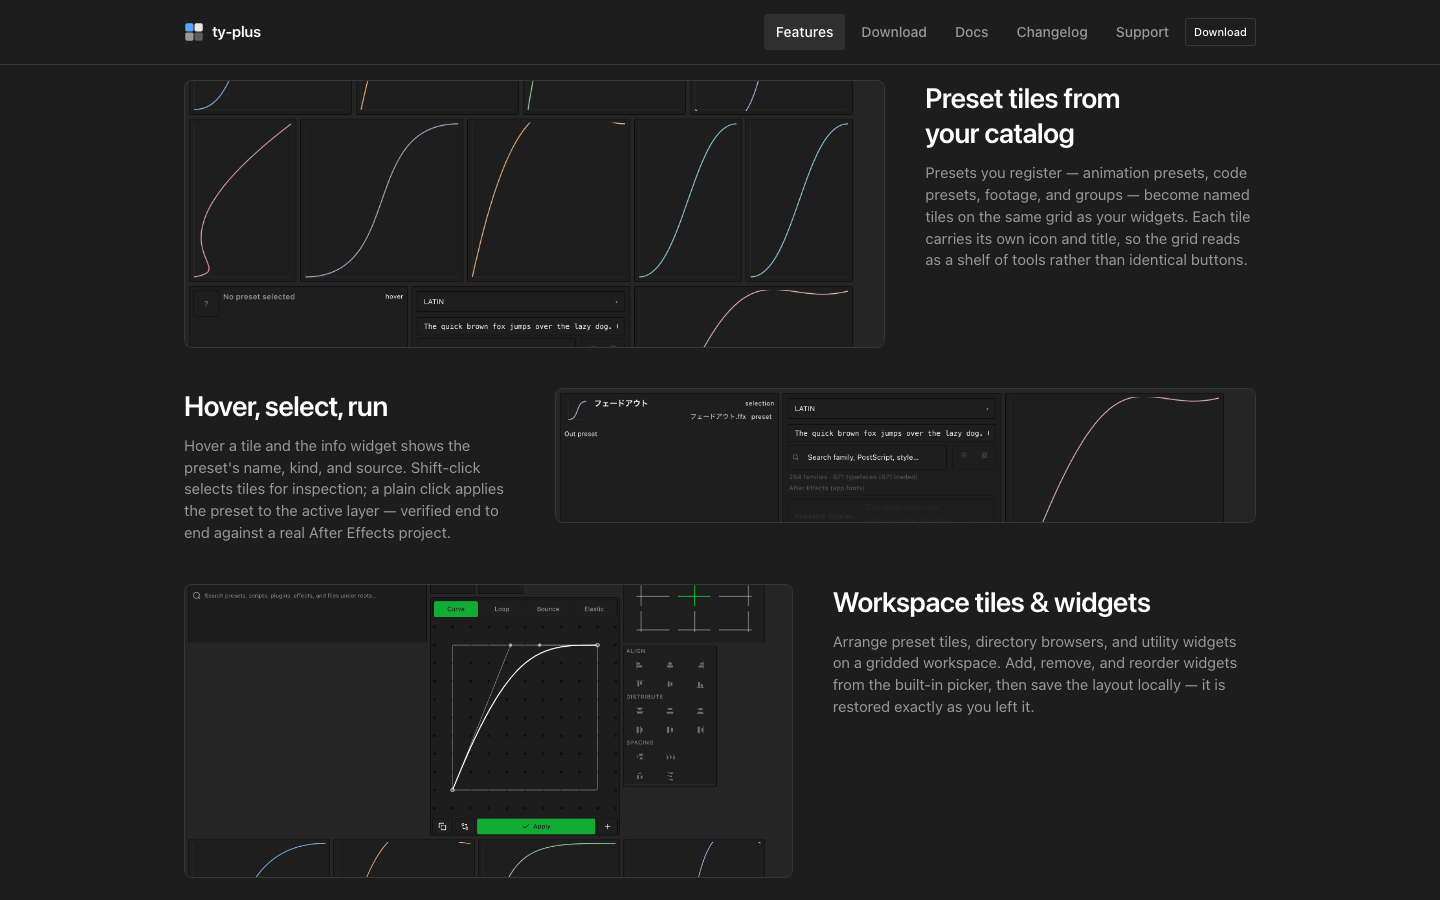 ty-plus
Features
Download
Docs
Changelog
Support
Download
Preset tiles from
your catalog
Presets you register — animation presets, code
presets, footage, and groups — become named
tiles on the same grid as your widgets. Each tile
carries its own icon and title, so the grid reads
as a shelf of tools rather than identical buttons.
?
No preset selected
hover
LATIN
The quick brown fox jumps over the lazy dog.
Hover, select, run
Hover a tile and the info widget shows the
preset's name, kind, and source. Shift-click
selects tiles for inspection; a plain click applies
the preset to the active layer — verified end to
end against a real After Effects project.
フェードアウト
selection
フェードアウト.ffx preset
Out preset
LATIN
The quick brown fox jumps over the lazy dog.
Search family, PostScript, style...
After Effects (app.fonts)
Search presets, scripts, plugins, effects, and files under roots...
Curve
Loop
Bounce
Elastic
Apply
ALIGN
DISTRIBUTE
SPACING
Workspace tiles & widgets
Arrange preset tiles, directory browsers, and utility widgets
on a gridded workspace. Add, remove, and reorder widgets
from the built-in picker, then save the layout locally — it is
restored exactly as you left it.